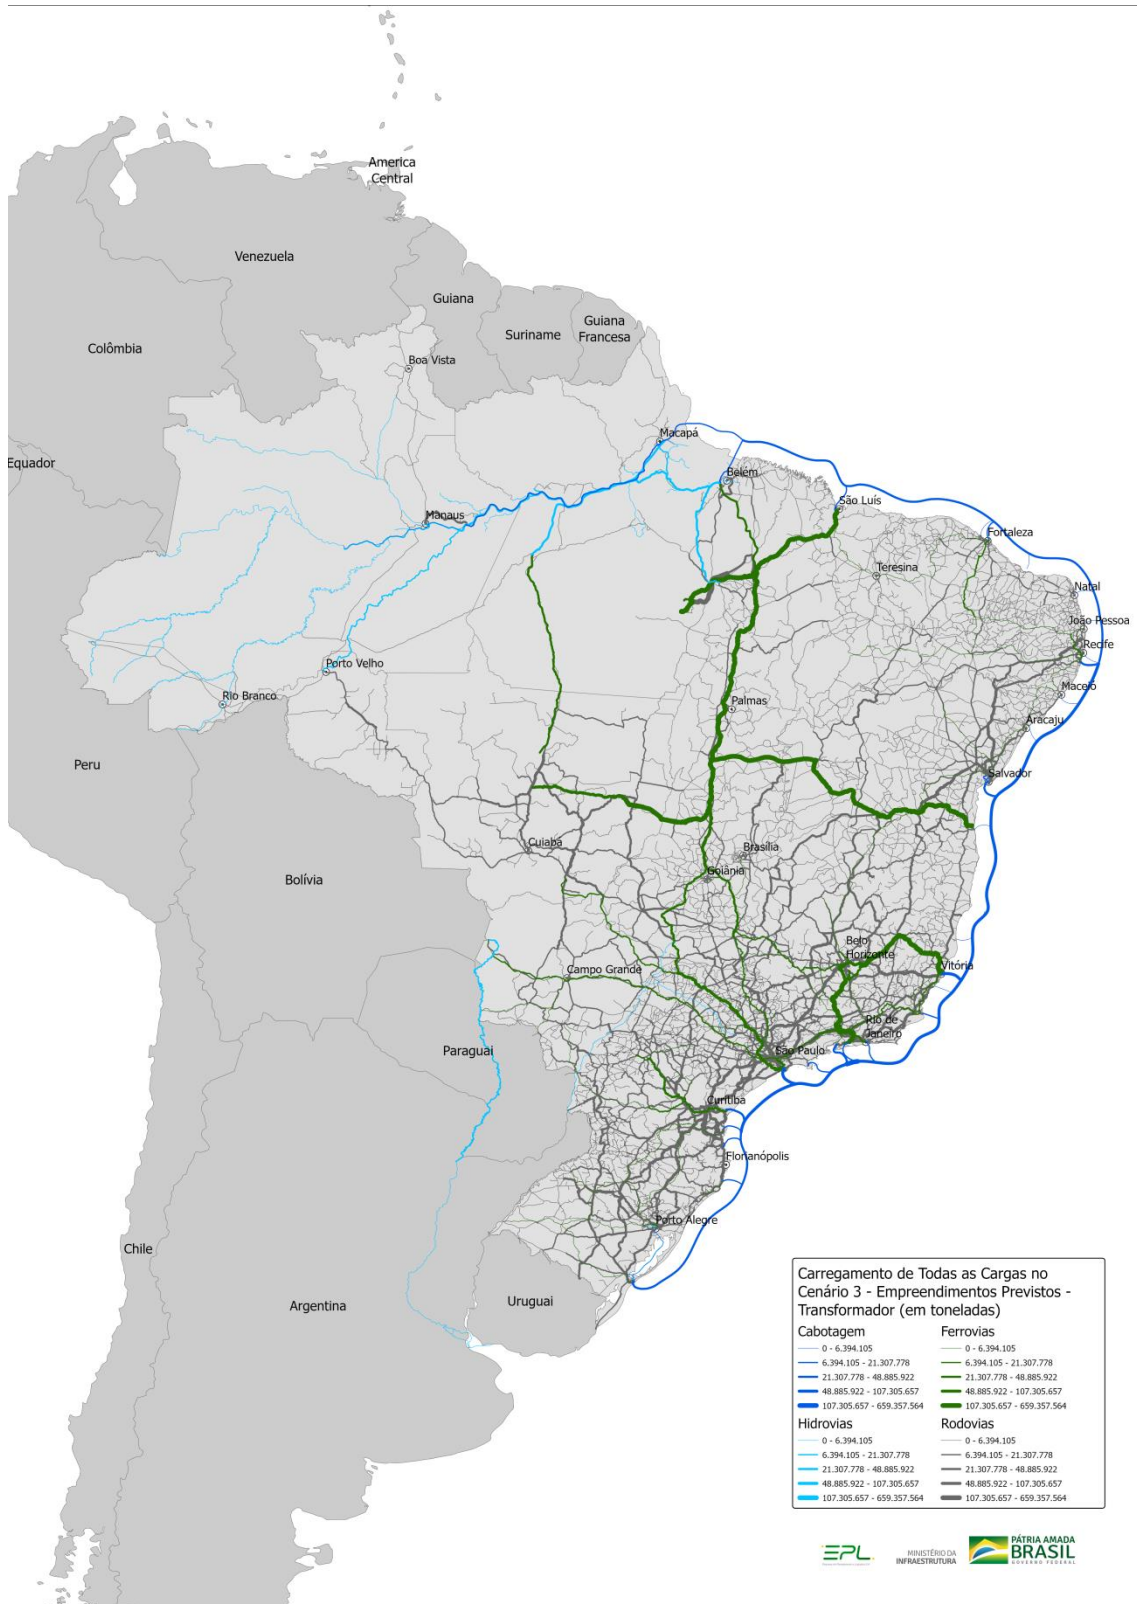 America
Central
Venezuela
Guiana
Suriname
Guiana
Francesa
Colômbia
Boa Vista
Equador
Macapá
Belém
São Luís
Manaus
Fortaleza
Teresina
Natal
João Pessoa
Recife
Porto Velho
Rio Branco
Palmas
Maceió
Aracaju
Peru
Salvador
Cuiabá
Brasília
Goiânia
Bolívia
Belo
Horizonte
Vitória
Campo Grande
Rio de
Janeiro
Paraguai
São Paulo
Curitiba
Florianópolis
Porto Alegre
Chile
Argentina
Uruguai
Carregamento de Todas as Cargas no
Cenário 3 - Empreendimentos Previstos -
Transformador (em toneladas)
Cabotagem
0 - 6.394.105
6.394.105 - 21.307.778
21.307.778 - 48.885.922
48.885.922 - 107.305.657
107.305.657 - 659.357.564
Ferrovias
0 - 6.394.105
6.394.105 - 21.307.778
21.307.778 - 48.885.922
48.885.922 - 107.305.657
107.305.657 - 659.357.564
Hidrovias
0 - 6.394.105
6.394.105 - 21.307.778
21.307.778 - 48.885.922
48.885.922 - 107.305.657
107.305.657 - 659.357.564
Rodovias
0 - 6.394.105
6.394.105 - 21.307.778
21.307.778 - 48.885.922
48.885.922 - 107.305.657
107.305.657 - 659.357.564
EPL
MINISTÉRIO DA
INFRAESTRUTURA
PÁTRIA AMADA
BRASIL
GOVERNO FEDERAL